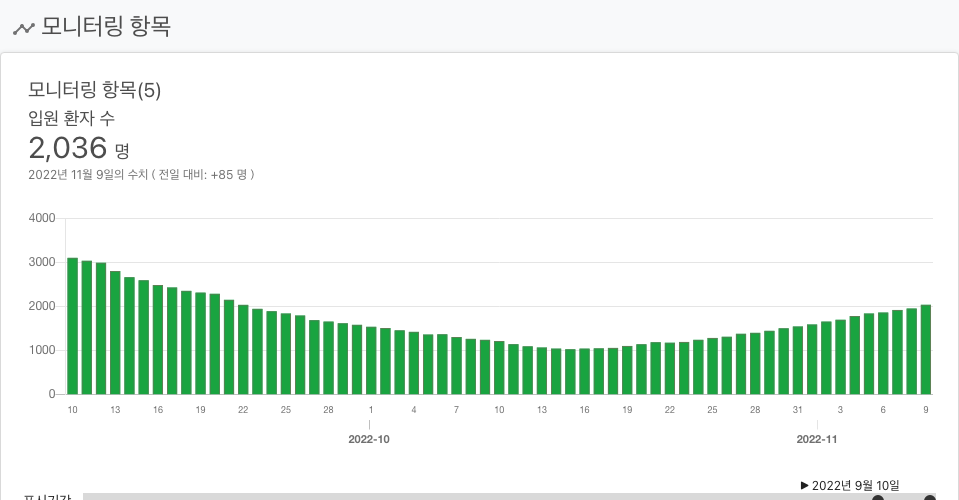 모니터링 항목
모니터링 항목(5)
입원 환자 수
2,036 명
2022년 11월 9일의 수치 ( 전일 대비: +85 명 )
4000
3000
2000
1000
0
10 13 16 19 22 25 28 1 4 7 10 13 16 19 22 25 28 31 3 6 9
2022-10 2022-11
▶ 2022년 9월 10일
표시기간